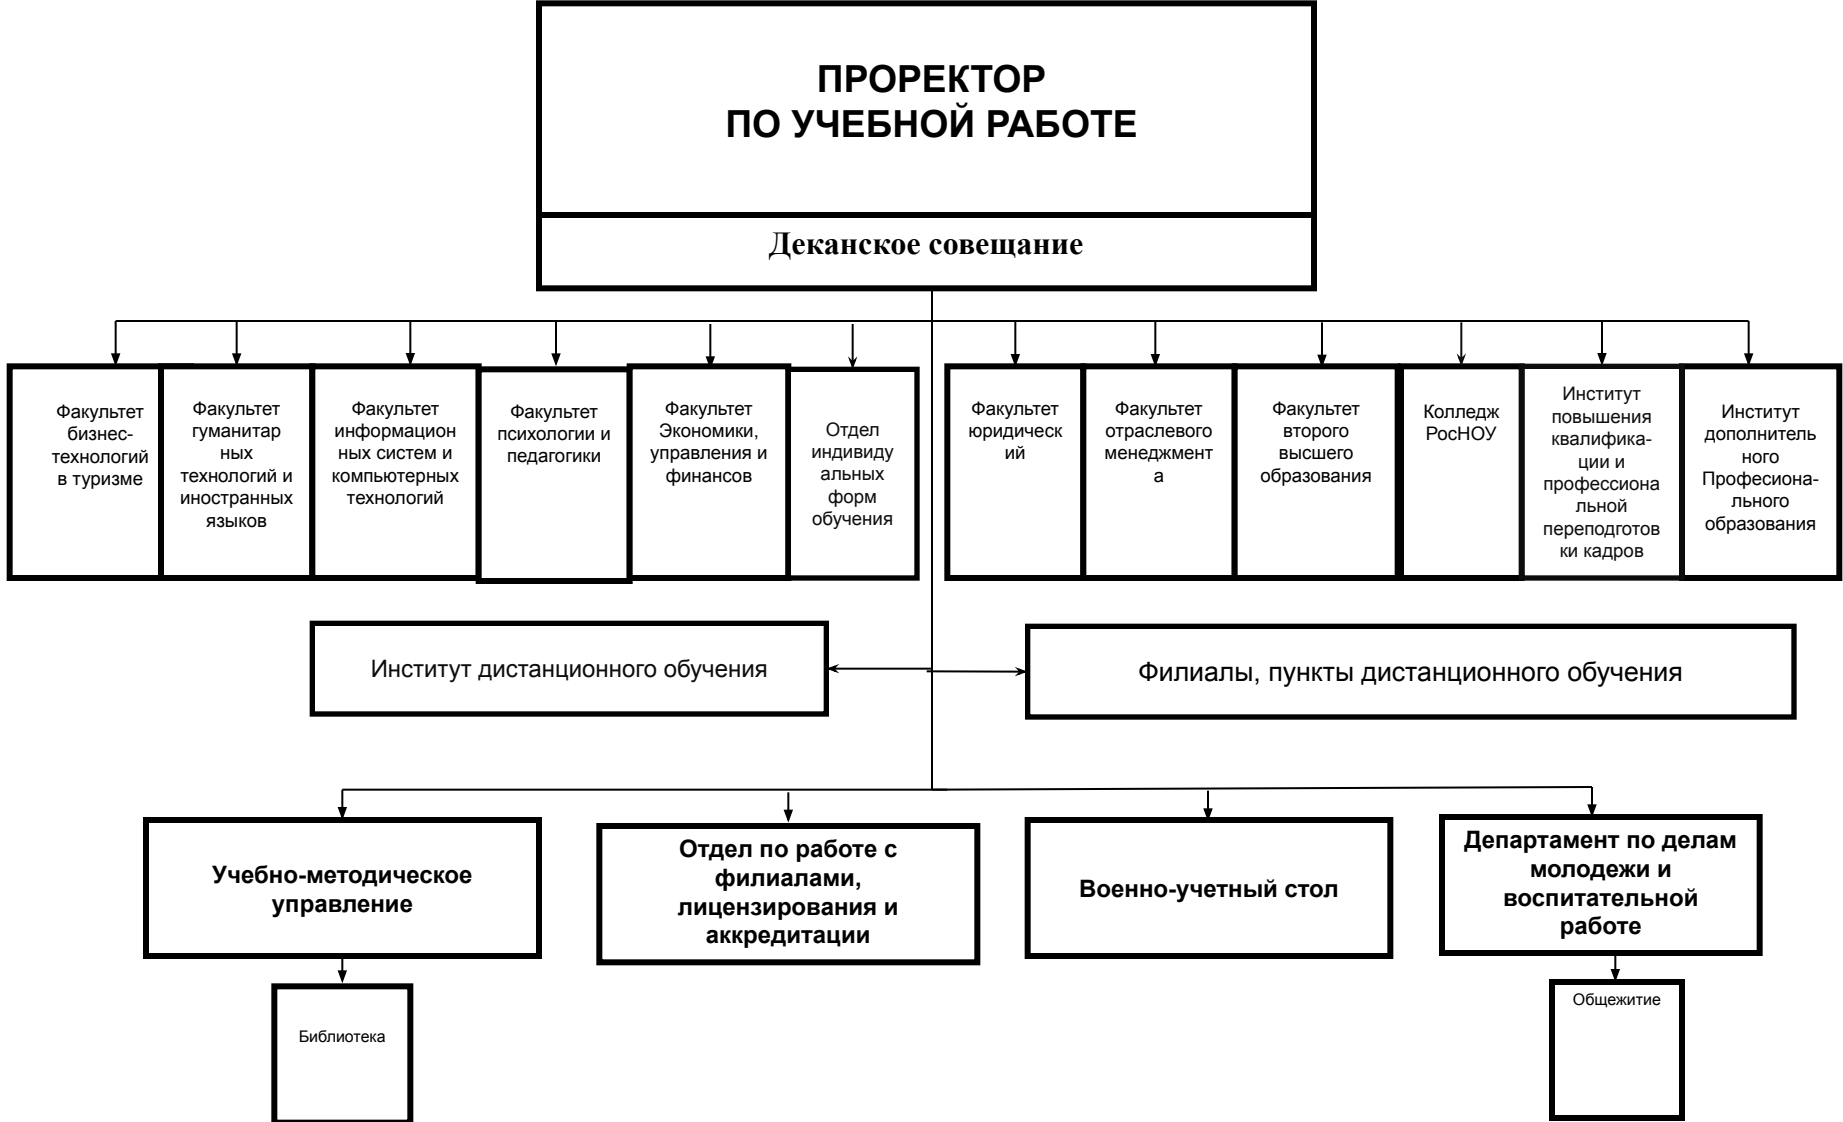 ПРОРЕКТОР
ПО УЧЕБНОЙ РАБОТЕ
Деканское совещание
Факультет
бизнес-
технологий
в туризме
Факультет
гуманитар
ных
технологий и
иностранных
языков
Факультет
информацион
ных систем и
компьютерных
технологий
Факультет
психологии и
педагогики
Факультет
Экономики,
управления и
финансов
Отдел
индивиду
альных
форм
обучения
Факультет
юридическ
ий
Факультет
отраслевого
менеджмент
а
Факультет
второго
высшего
образования
Колледж
РосНОУ
Институт
повышения
квалифика-
ции и
профессиона
льной
переподготов
ки кадров
Институт
дополнитель
ного
Професиона-
льного
образования
Институт дистанционного обучения
Филиалы, пункты дистанционного обучения
Учебно-методическое
управление
Отдел по работе с
филиалами,
лицензирования и
аккредитации
Военно-учетный стол
Департамент по делам
молодежи и
воспитательной
работе
Библиотека
Общежитие